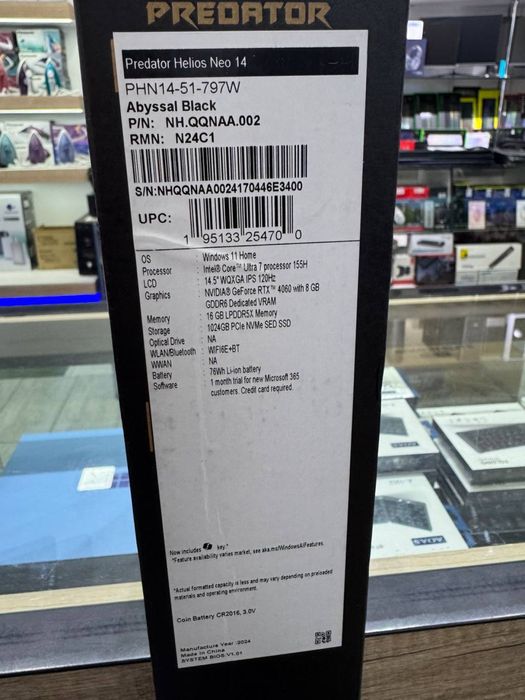 PREDATOR
Predator Helios Neo 14
PHN14-51-797W
Abyssal Black
P/N: NH.QQNAA.002
RMN: N24C1
S/N:NHQQNAA0024170446E3400
UPC:
1 95133 25470 0
OS : Windows 11 Home
Processor : Intel® Core™ Ultra 7 processor 155H
LCD : 14.5" WQXGA IPS 120Hz
Graphics : NVIDIA® GeForce RTX™ 4060 with 8 GB
GDDR6 Dedicated VRAM
Memory : 16 GB LPDDR5X Memory
Storage : 1024GB PCIe NVMe SED SSD
Optical Drive : NA
WLAN/Bluetooth : WIFI6E+BT
WWAN : NA
Battery : 76Wh Li-ion battery
Software : 1 month trial for new Microsoft 365
customers. Credit card required.
Now includes key.*
*Feature availability varies market, see aka.ms/WindowsAIFeatures.
*Actual formatted capacity is less and may vary depending on preloaded
materials and operating environment.
Coin Battery CR2016, 3.0V
Manufacture Year :2024
Made in China
SYSTEM BIOS:V1.01